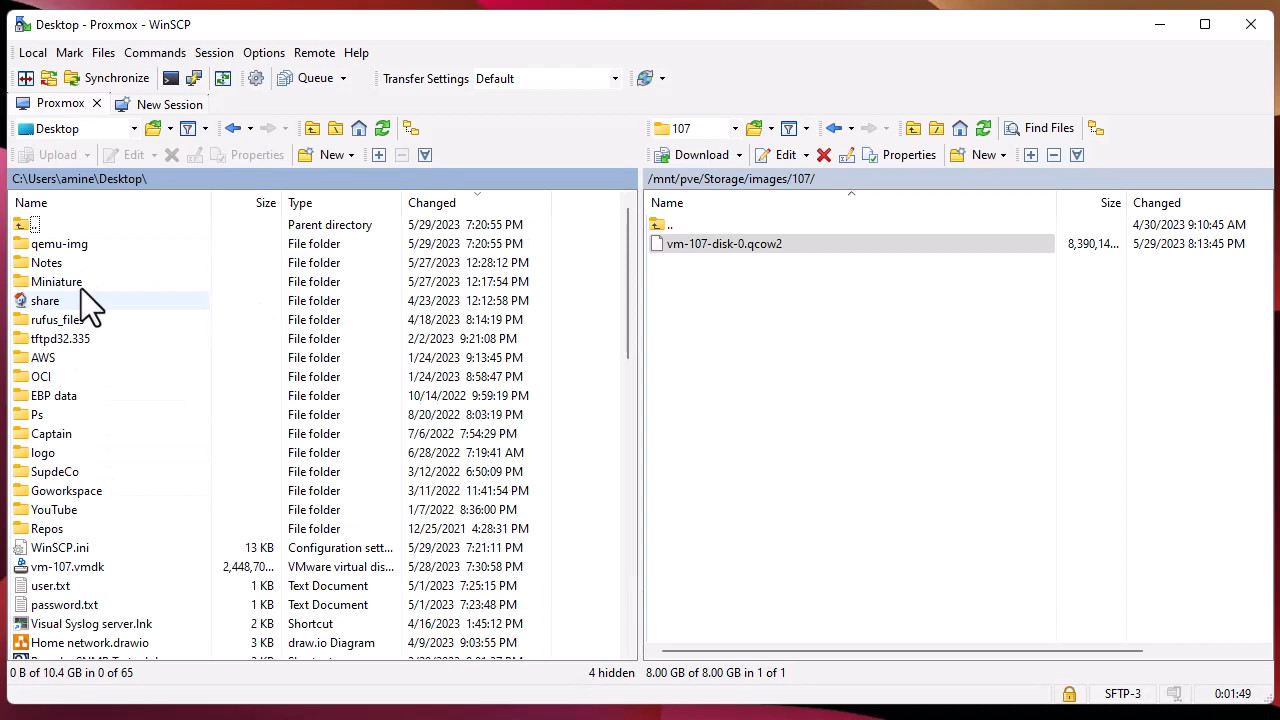 Desktop - Proxmox - WinSCP
Local Mark Files Commands Session Options Remote Help
Synchronize Queue Transfer Settings Default
Proxmox New Session
Desktop
107 Find Files
Upload Edit Properties New
Download Edit Properties New
C:\Users\amine\Desktop\
/mnt/pve/Storage/images/107/
Name Size Type Changed
.. Parent directory 5/29/2023 7:20:55 PM
qemu-img File folder 5/29/2023 7:20:55 PM
Notes File folder 5/27/2023 12:28:12 PM
Miniature File folder 5/27/2023 12:17:54 PM
share File folder 4/23/2023 12:12:58 PM
rufus_files File folder 4/18/2023 8:14:19 PM
tftpd32.335 File folder 2/2/2023 9:21:08 PM
AWS File folder 1/24/2023 9:13:45 PM
OCI File folder 1/24/2023 8:58:47 PM
EBP data File folder 10/14/2022 9:59:19 PM
Ps File folder 8/20/2022 8:03:19 PM
Captain File folder 7/6/2022 7:54:29 PM
logo File folder 6/28/2022 7:19:41 AM
SupdeCo File folder 3/12/2022 6:50:09 PM
Goworkspace File folder 3/11/2022 11:41:54 PM
YouTube File folder 1/7/2022 8:36:00 PM
Repos File folder 12/25/2021 4:28:31 PM
WinSCP.ini 13 KB Configuration sett... 5/29/2023 7:21:11 PM
vm-107.vmdk 2,448,70... VMware virtual dis... 5/28/2023 7:30:58 PM
user.txt 1 KB Text Document 5/1/2023 7:25:15 PM
password.txt 1 KB Text Document 5/1/2023 7:23:48 PM
Visual Syslog server.lnk 2 KB Shortcut 4/16/2023 1:45:12 PM
Home network.drawio 3 KB draw.io Diagram 4/9/2023 9:03:55 PM
Name Size Changed
.. 4/30/2023 9:10:45 AM
vm-107-disk-0.qcow2 8,390,14... 5/29/2023 8:13:45 PM
0 B of 10.4 GB in 0 of 65 4 hidden
8.00 GB of 8.00 GB in 1 of 1
SFTP-3 0:01:49